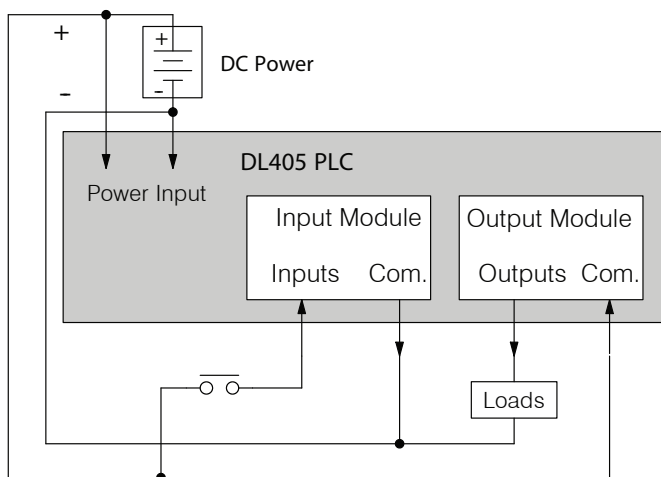 +
+
DC Power
-
-
DL405 PLC
Power Input
Input Module
Output Module
Inputs Com.
Outputs Com.
Loads